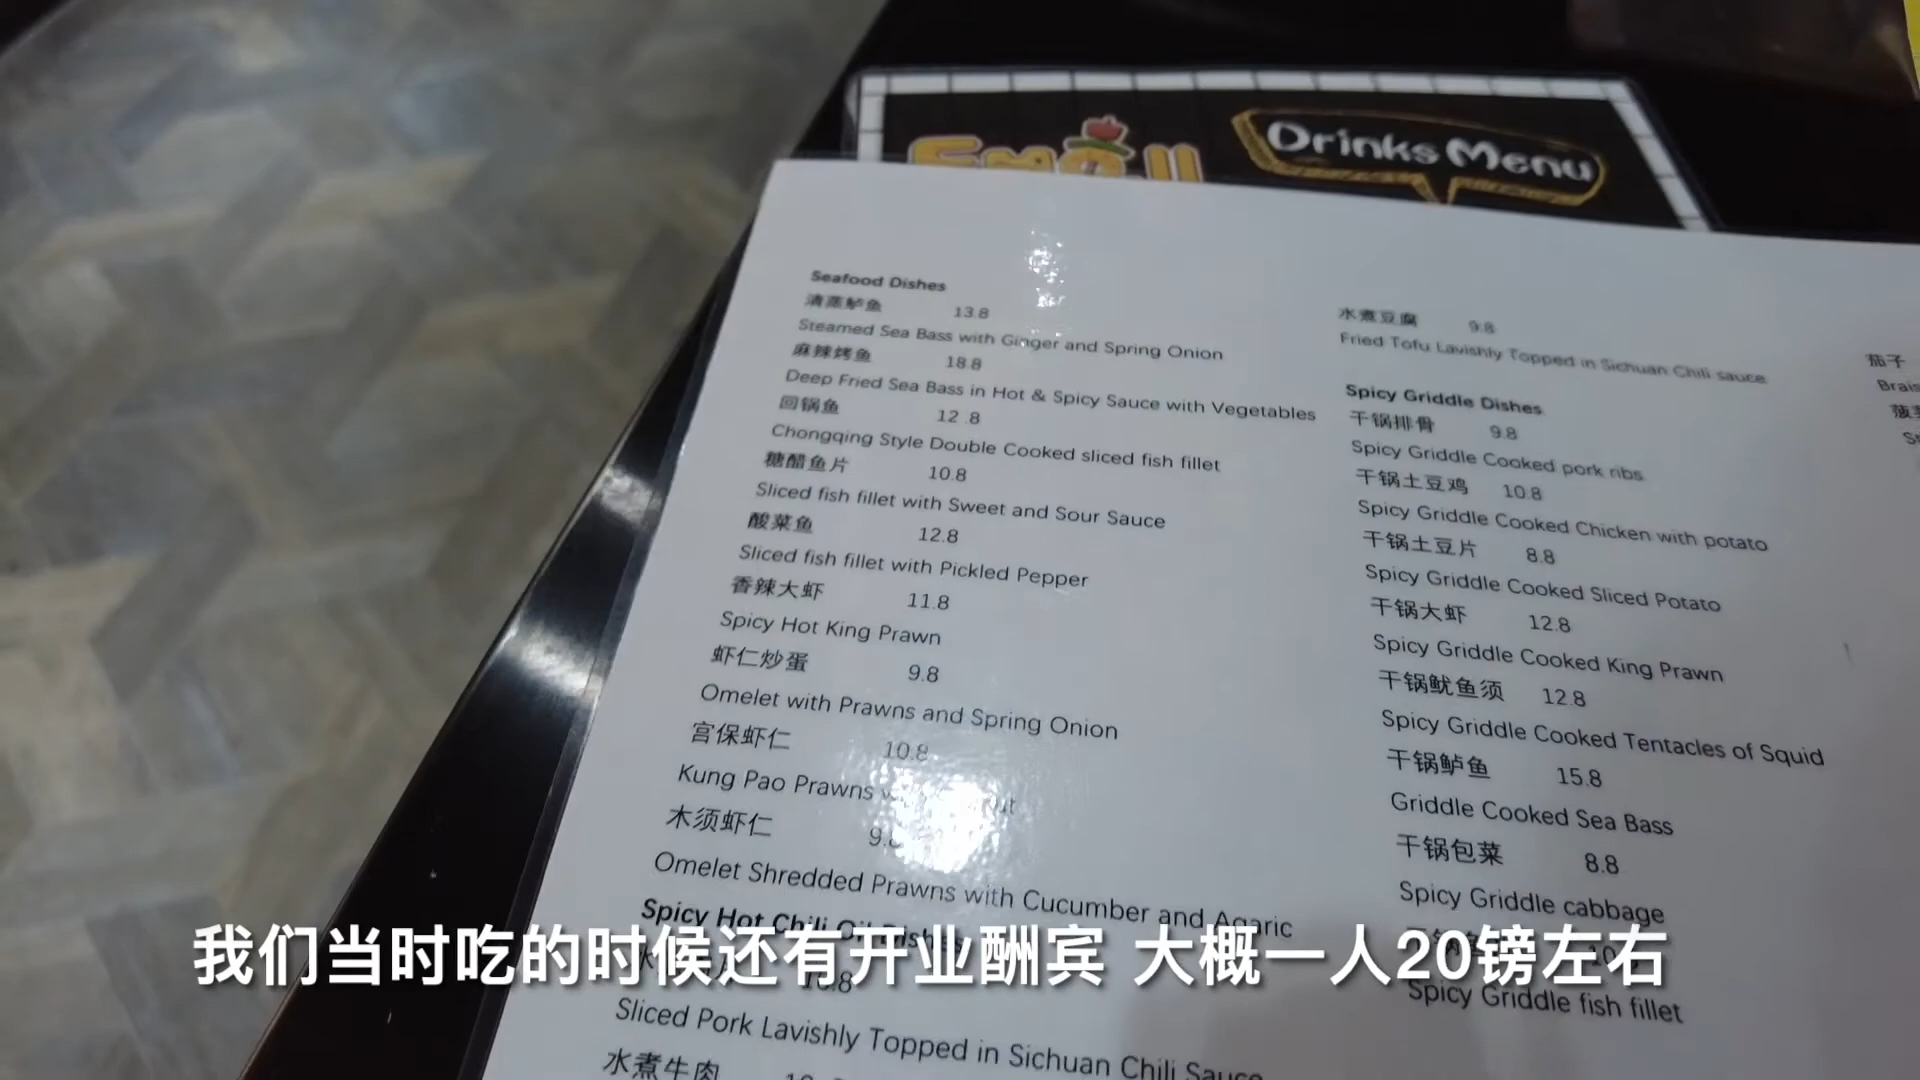 EMOJI
Drinks Menu
Seafood Dishes
清蒸鲈鱼 13.8
Steamed Sea Bass with Ginger and Spring Onion
麻辣烤鱼 18.8
Deep Fried Sea Bass in Hot & Spicy Sauce with Vegetables
回锅鱼 12.8
Chongqing Style Double Cooked sliced fish fillet
糖醋鱼片 10.8
Sliced fish fillet with Sweet and Sour Sauce
酸菜鱼 12.8
Sliced fish fillet with Pickled Pepper
香辣大虾 11.8
Spicy Hot King Prawn
虾仁炒蛋 9.8
Omelet with Prawns and Spring Onion
宫保虾仁 10.8
Kung Pao Prawns
木须虾仁
Omelet Shredded Prawns with Cucumber and Agaric
Spicy Hot Chili Oil Dishes
Sliced Pork Lavishly Topped in Sichuan Chili Sauce
水煮牛肉
水煮豆腐 9.8
Fried Tofu Lavishly Topped in Sichuan Chili sauce
Spicy Griddle Dishes
干锅排骨 9.8
Spicy Griddle Cooked pork ribs
干锅土豆鸡 10.8
Spicy Griddle Cooked Chicken with potato
干锅土豆片 8.8
Spicy Griddle Cooked Sliced Potato
干锅大虾 12.8
Spicy Griddle Cooked King Prawn
干锅鱿鱼须 12.8
Spicy Griddle Cooked Tentacles of Squid
干锅鲈鱼 15.8
Griddle Cooked Sea Bass
干锅包菜 8.8
Spicy Griddle cabbage
Spicy Griddle fish fillet
茄子
我们当时吃的时候还有开业酬宾 大概一人20镑左右